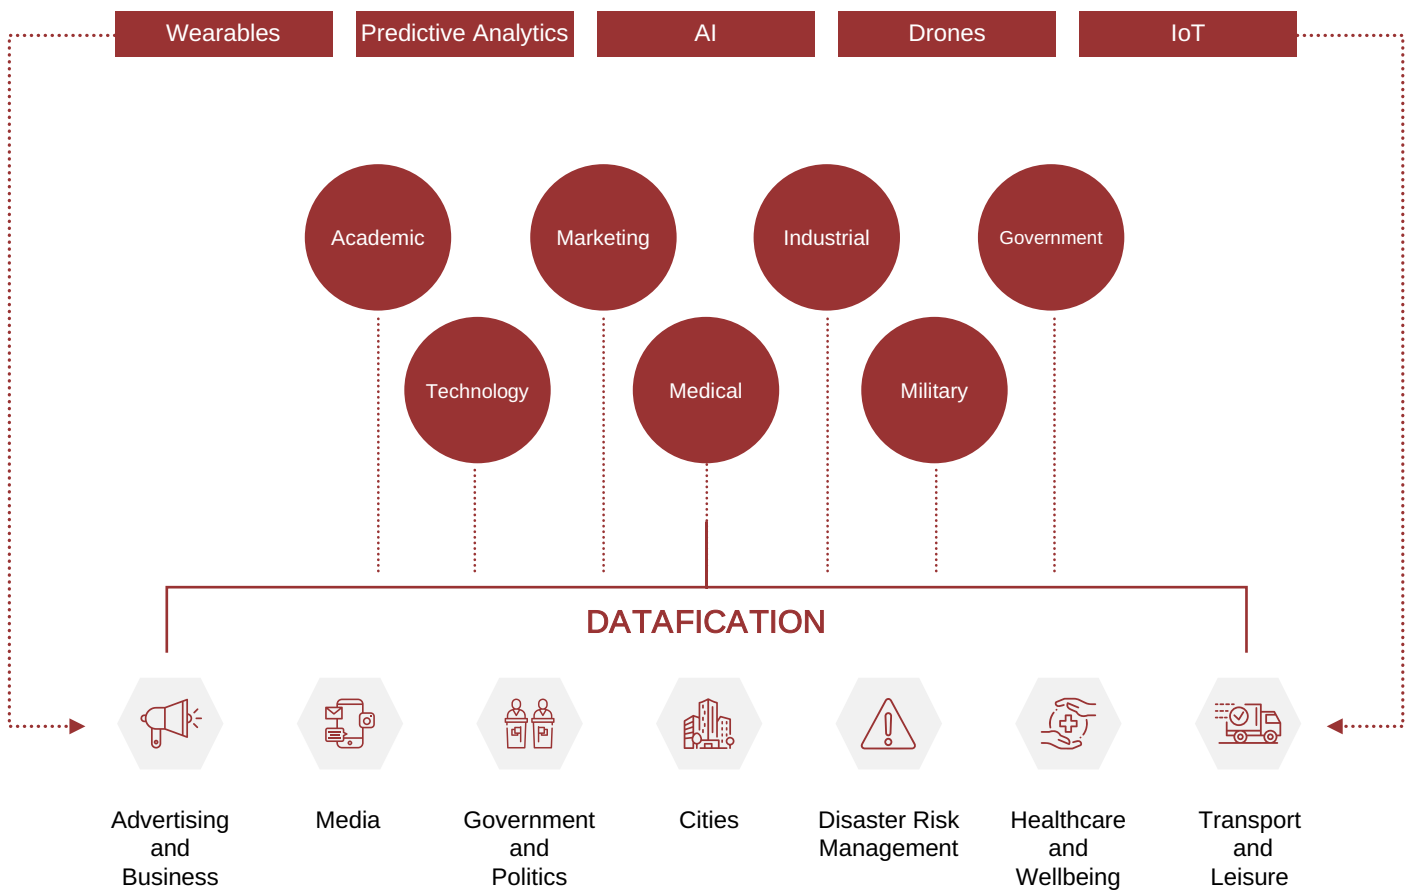 Wearables
Predictive Analytics
AI
Drones
IoT
Academic
Marketing
Industrial
Government
Technology
Medical
Military
DATAFICATION
Advertising
and
Business
Media
Government
and
Politics
Cities
Disaster Risk
Management
Healthcare
and
Wellbeing
Transport
and
Leisure